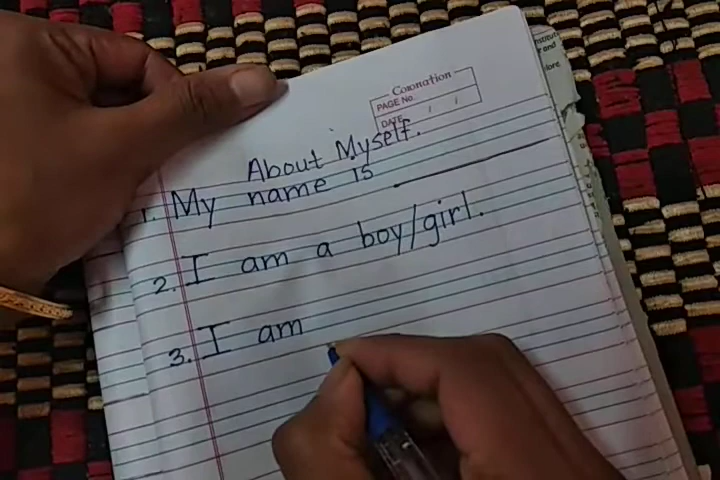 Coronation
PAGE No.
DATE
About Myself.
1. My name is
2. I am a boy/girl.
3. I am